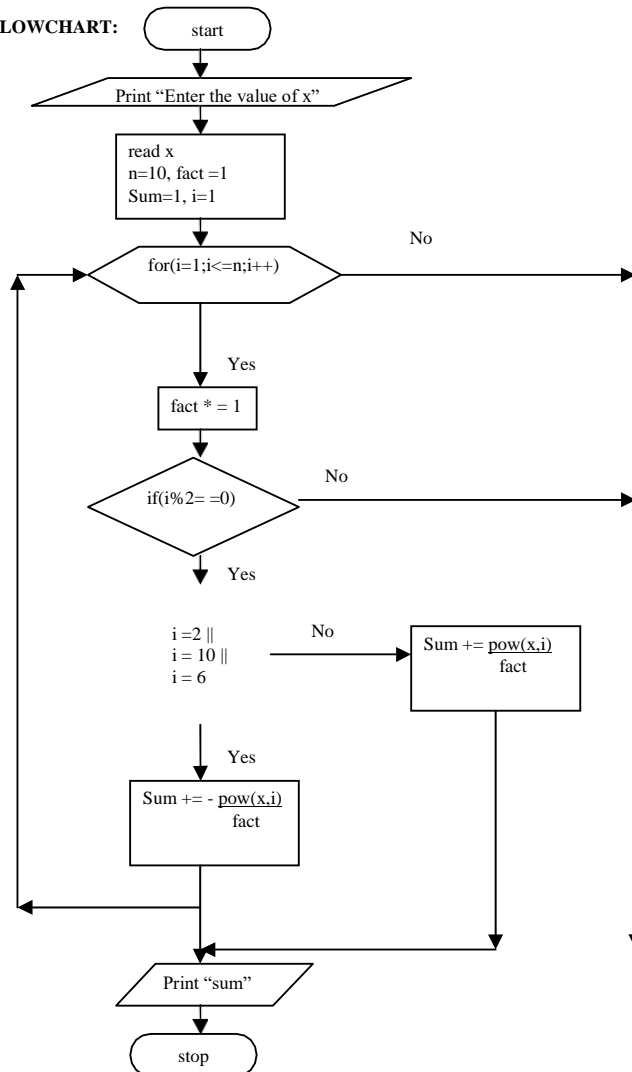 LOWCHART:
start
Print “Enter the value of x”
read x
n=10, fact =1
Sum=1, i=1
No
for(i=1;i<=n;i++)
Yes
fact * = 1
No
if(i%2= =0)
Yes
i =2 ||
i = 10 ||
i = 6
No
Sum += pow(x,i)
fact
Yes
Sum += - pow(x,i)
fact
Print “sum”
stop